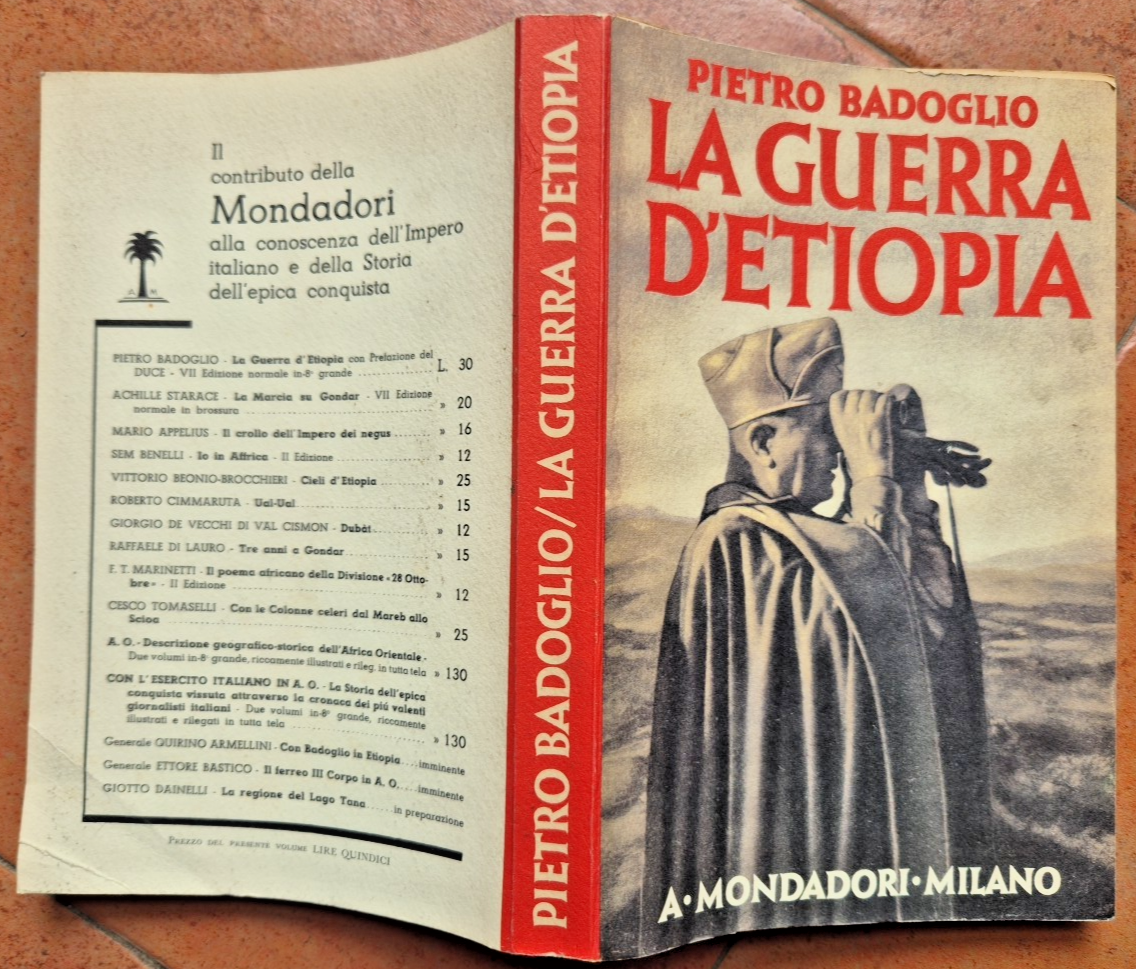 Il
contributo della
Mondadori
alla conoscenza dell'Impero
italiano e della Storia
dell'epica conquista
A. M.
PIETRO BADOGLIO - La Guerra d'Etiopia con Prefazione del
DUCE - VII Edizione normale in-8° grande ............ L. 30
ACHILLE STARACE - La Marcia su Gondar - VII Edizione
normale in brossura ............ » 20
MARIO APPELIUS - Il crollo dell'Impero dei negus ........ » 16
SEM BENELLI - Io in Affrica - II Edizione ............ » 12
VITTORIO BEONIO-BROCCHIERI - Cieli d'Etiopia ............ » 25
ROBERTO CIMMARUTA - Ual-Ual ............ » 15
GIORGIO DE VECCHI DI VAL CISMON - Dubàt ............ » 12
RAFFAELE DI LAURO - Tre anni a Gondar ............ » 15
F. T. MARINETTI - Il poema africano della Divisione «28 Otto-
bre» - II Edizione ............ » 12
CESCO TOMASELLI - Con le Colonne celeri dal Mareb allo
Scioa ............ » 25
A. O. - Descrizione geografico-storica dell'Africa Orientale -
Due volumi in-8° grande, riccamente illustrati e rileg. in tutta tela » 130
CON L'ESERCITO ITALIANO IN A. O. - La Storia dell'epica
conquista vissuta attraverso la cronaca dei più valenti
giornalisti italiani - Due volumi in-8° grande, riccamente
illustrati e rilegati in tutta tela ............ » 130
Generale QUIRINO ARMELLINI - Con Badoglio in Etiopia .... imminente
Generale ETTORE BASTICO - Il ferreo III Corpo in A. O. .... imminente
GIOTTO DAINELLI - La regione del Lago Tana ...... in preparazione
PREZZO DEL PRESENTE VOLUME LIRE QUINDICI
PIETRO BADOGLIO / LA GUERRA D'ETIOPIA
PIETRO BADOGLIO
LA GUERRA
D'ETIOPIA
A·MONDADORI·MILANO